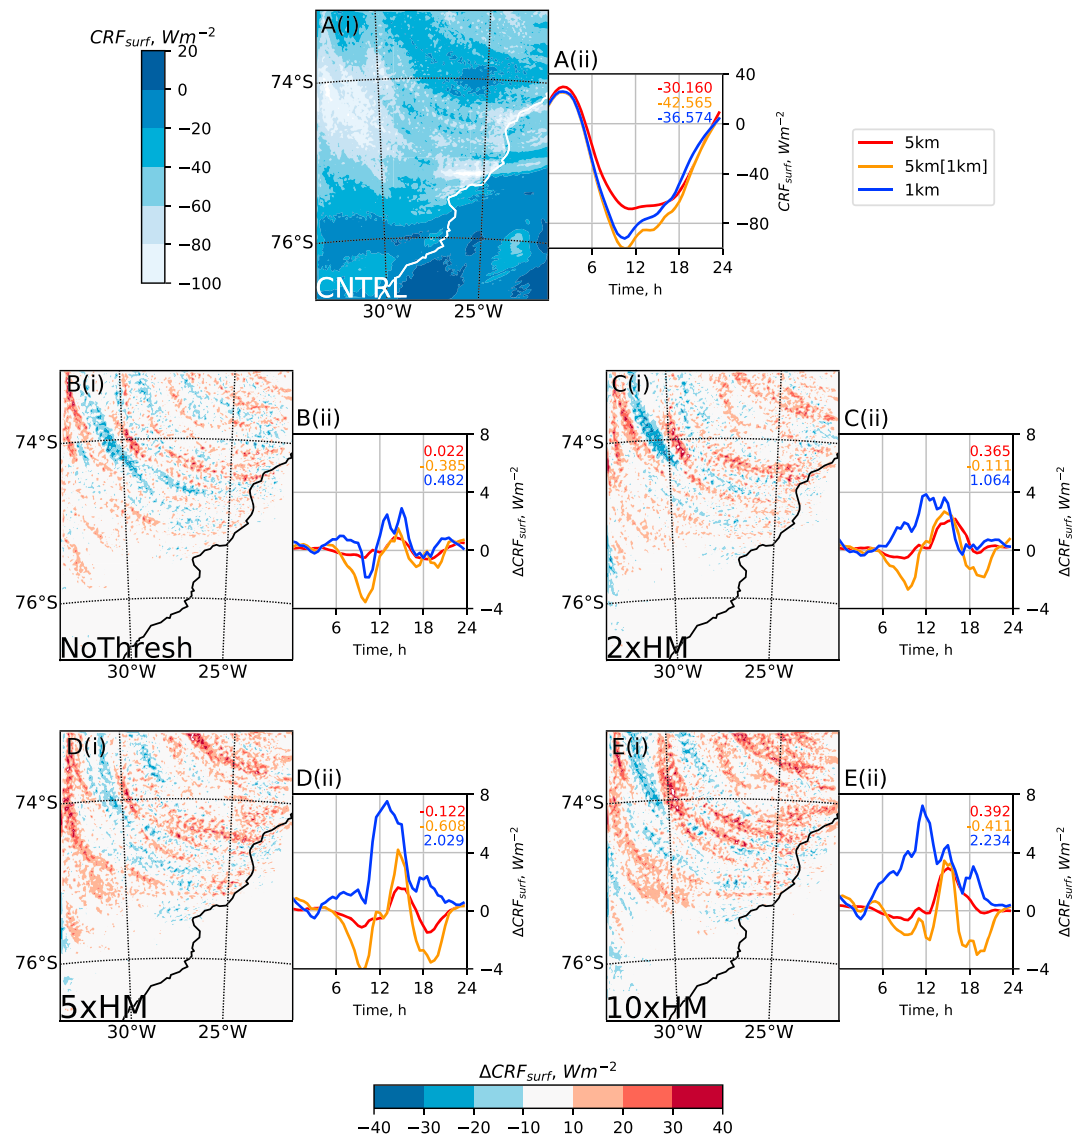 CRFsurf, Wm−2
20
0
−20
−40
−60
−80
−100
A(i)
74°S
76°S
CNTRL
30°W 25°W
A(ii)
-30.160
-42.565
-36.574
40
0
−40
−80
CRFsurf, Wm−2
6 12 18 24
Time, h
5km
5km[1km]
1km
B(i)
74°S
76°S
NoThresh
30°W 25°W
B(ii)
0.022
-0.385
0.482
8
4
0
−4
ΔCRFsurf, Wm−2
6 12 18 24
Time, h
C(i)
74°S
76°S
2xHM
30°W 25°W
C(ii)
0.365
-0.111
1.064
8
4
0
−4
ΔCRFsurf, Wm−2
6 12 18 24
Time, h
D(i)
74°S
76°S
5xHM
30°W 25°W
D(ii)
-0.122
-0.608
2.029
8
4
0
−4
ΔCRFsurf, Wm−2
6 12 18 24
Time, h
E(i)
74°S
76°S
10xHM
30°W 25°W
E(ii)
0.392
-0.411
2.234
8
4
0
−4
ΔCRFsurf, Wm−2
6 12 18 24
Time, h
ΔCRFsurf, Wm−2
−40 −30 −20 −10 10 20 30 40